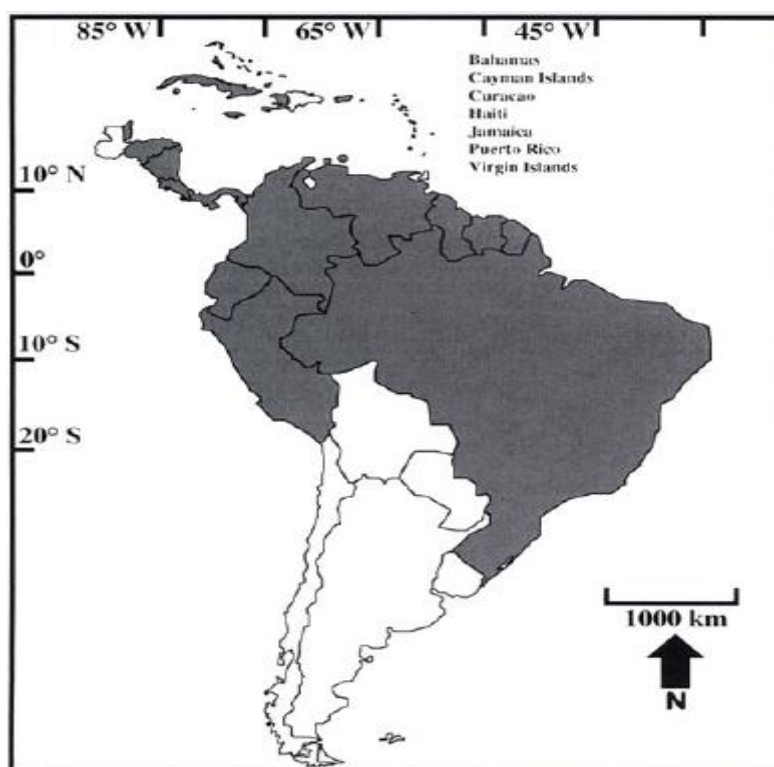 85° W 65° W 45° W
Bahamas
Cayman Islands
Curacao
Haiti
Jamaica
Puerto Rico
Virgin Islands
10° N
0°
10° S
20° S
1000 km
N